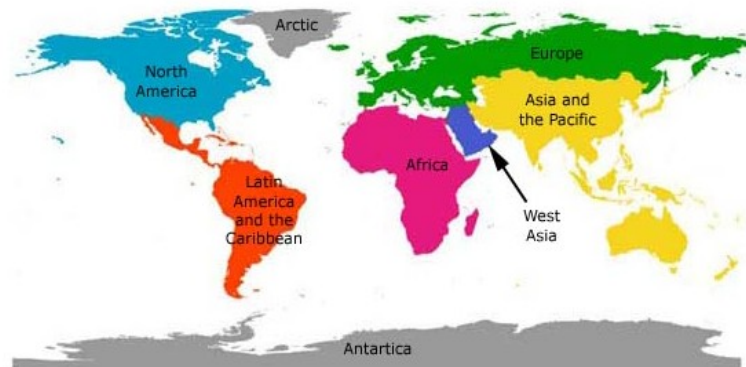 Arctic
North
America
Europe
Asia and
the Pacific
Africa
Latin
America
and the
Caribbean
West
Asia
Antartica